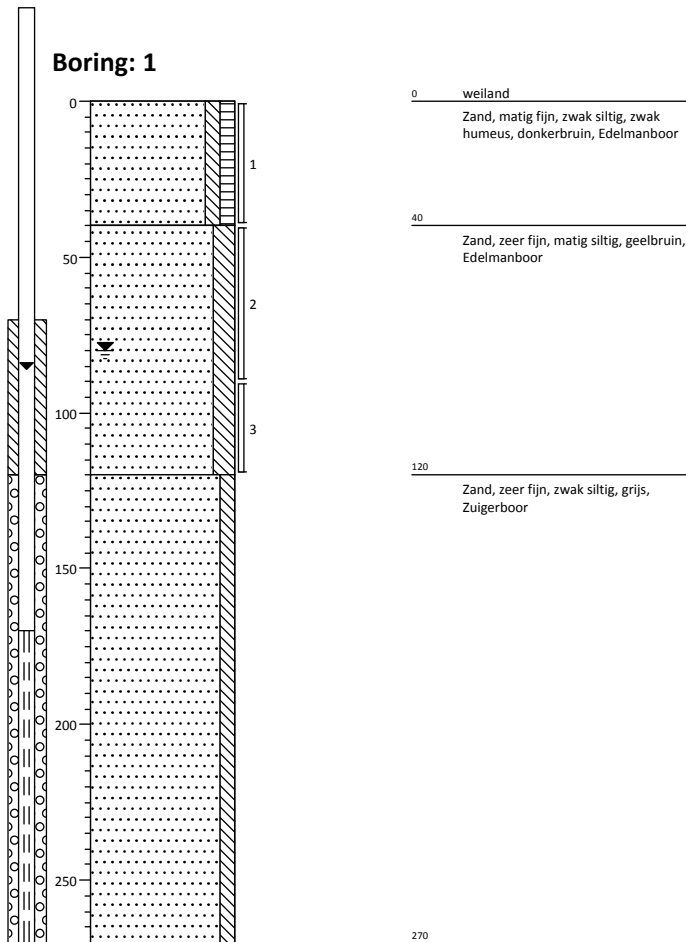 Boring: 1
0
50
100
150
200
250
1
2
3
0
weiland
Zand, matig fijn, zwak siltig, zwak
humeus, donkerbruin, Edelmanboor
40
Zand, zeer fijn, matig siltig, geelbruin,
Edelmanboor
120
Zand, zeer fijn, zwak siltig, grijs,
Zuigerboor
270